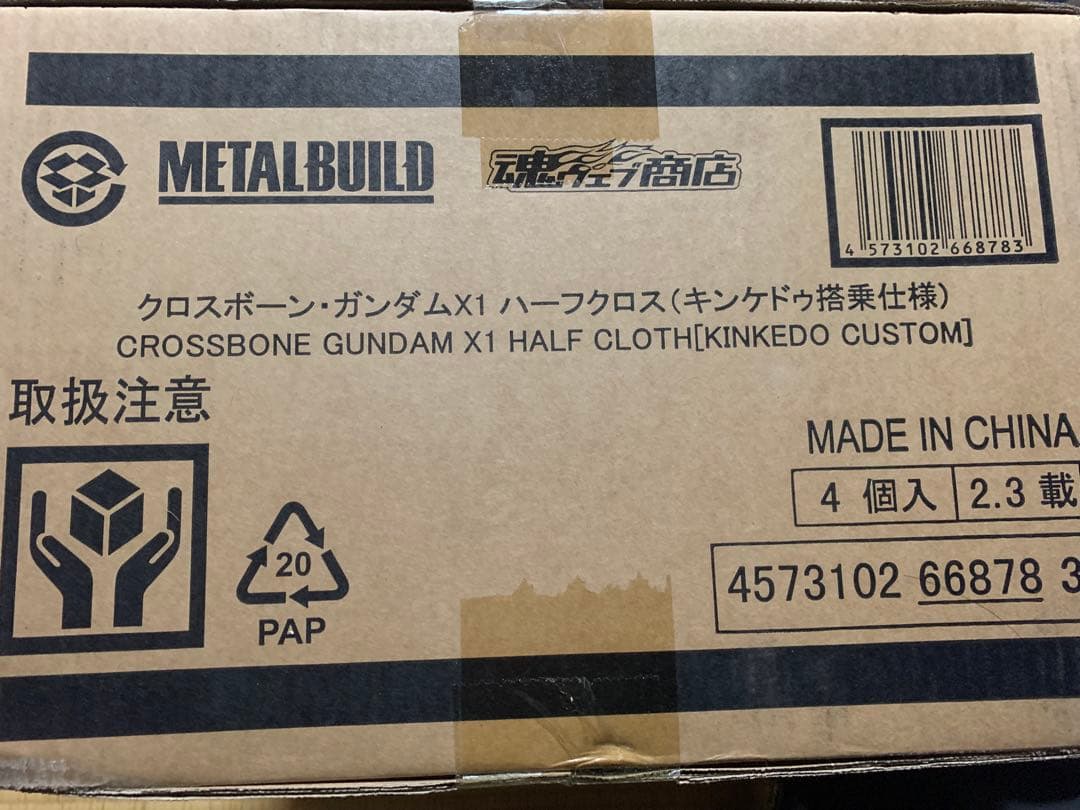 METAL BUILD
魂ウェブ商店
4 573102 668783
クロスボーン・ガンダムX1 ハーフクロス(キンケドゥ搭乗仕様)
CROSSBONE GUNDAM X1 HALF CLOTH[KINKEDO CUSTOM]
取扱注意
MADE IN CHINA
4 個入 2.3 載
4573102 66878 3
20
PAP